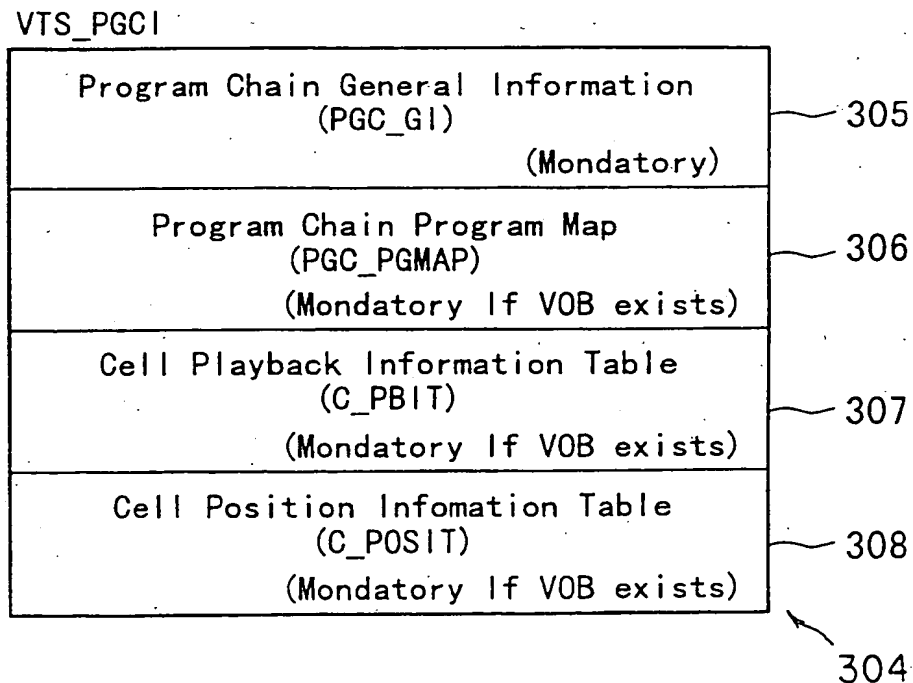 VTS_PGCI
Program Chain General Information
(PGC_GI)
(Mondatory)
305
Program Chain Program Map
(PGC_PGMAP)
(Mondatory If VOB exists)
306
Cell Playback Information Table
(C_PBIT)
(Mondatory If VOB exists)
307
Cell Position Infomation Table
(C_POSIT)
(Mondatory If VOB exists)
308
304